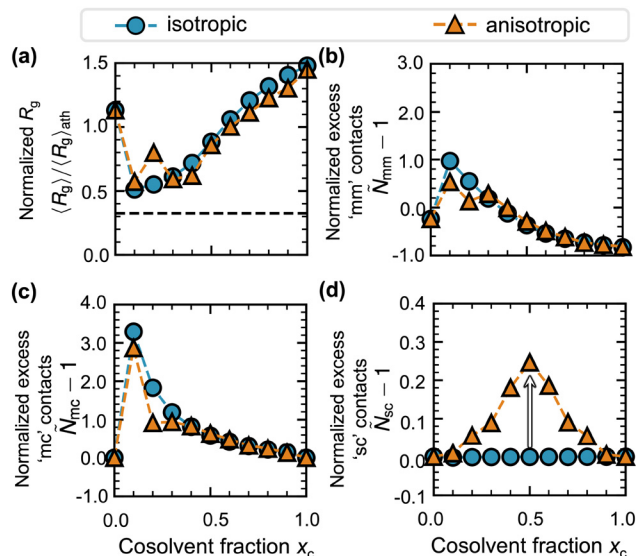 isotropic anisotropic
(a)
Normalized Rg
⟨Rg⟩/⟨Rg⟩ath
1.5
1.0
0.5
0.0
(b)
Normalized excess
'mm' contacts
Ñmm − 1
3.0
2.0
1.0
0.0
-1.0
(c)
Normalized excess
'mc' contacts
Ñmc − 1
4.0
3.0
2.0
1.0
0.0
-1.0
0.0 0.5 1.0
Cosolvent fraction xc
(d)
Normalized excess
'sc' contacts
Ñsc − 1
0.4
0.3
0.2
0.1
0.0
-0.1
0.0 0.5 1.0
Cosolvent fraction xc